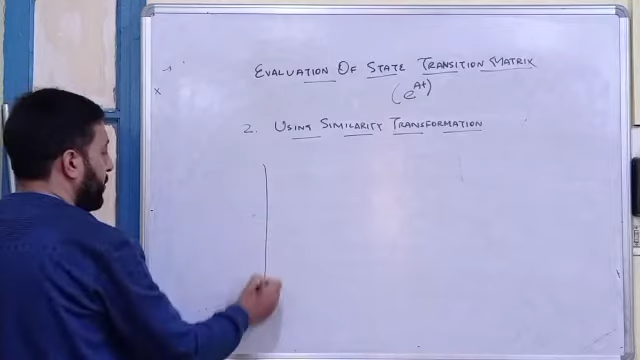 EVALUATION OF STATE TRANSITION MATRIX
(e^At)
2. USING SIMILARITY TRANSFORMATION